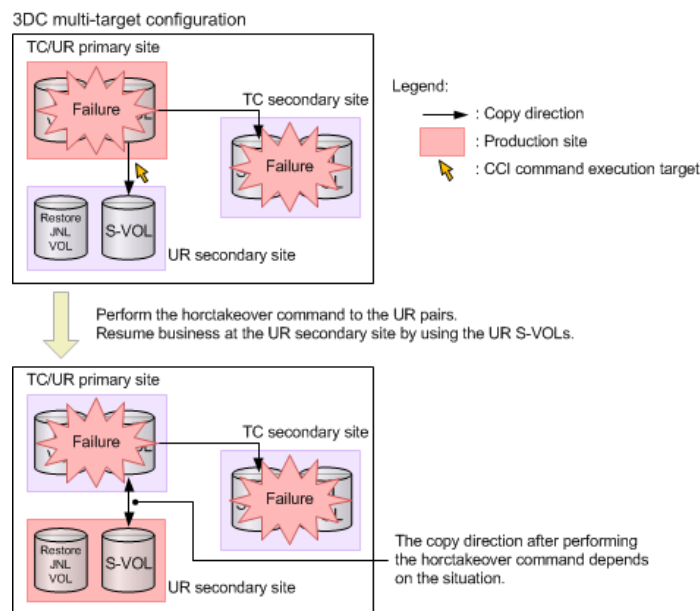 3DC multi-target configuration
TC/UR primary site
Failure
TC secondary site
Failure
Restore
JNL
VOL
S-VOL
UR secondary site
Legend:
: Copy direction
: Production site
: CCI command execution target
Perform the horctakeover command to the UR pairs.
Resume business at the UR secondary site by using the UR S-VOLs.
TC/UR primary site
Failure
TC secondary site
Failure
Restore
JNL
VOL
S-VOL
UR secondary site
The copy direction after performing
the horctakeover command depends
on the situation.